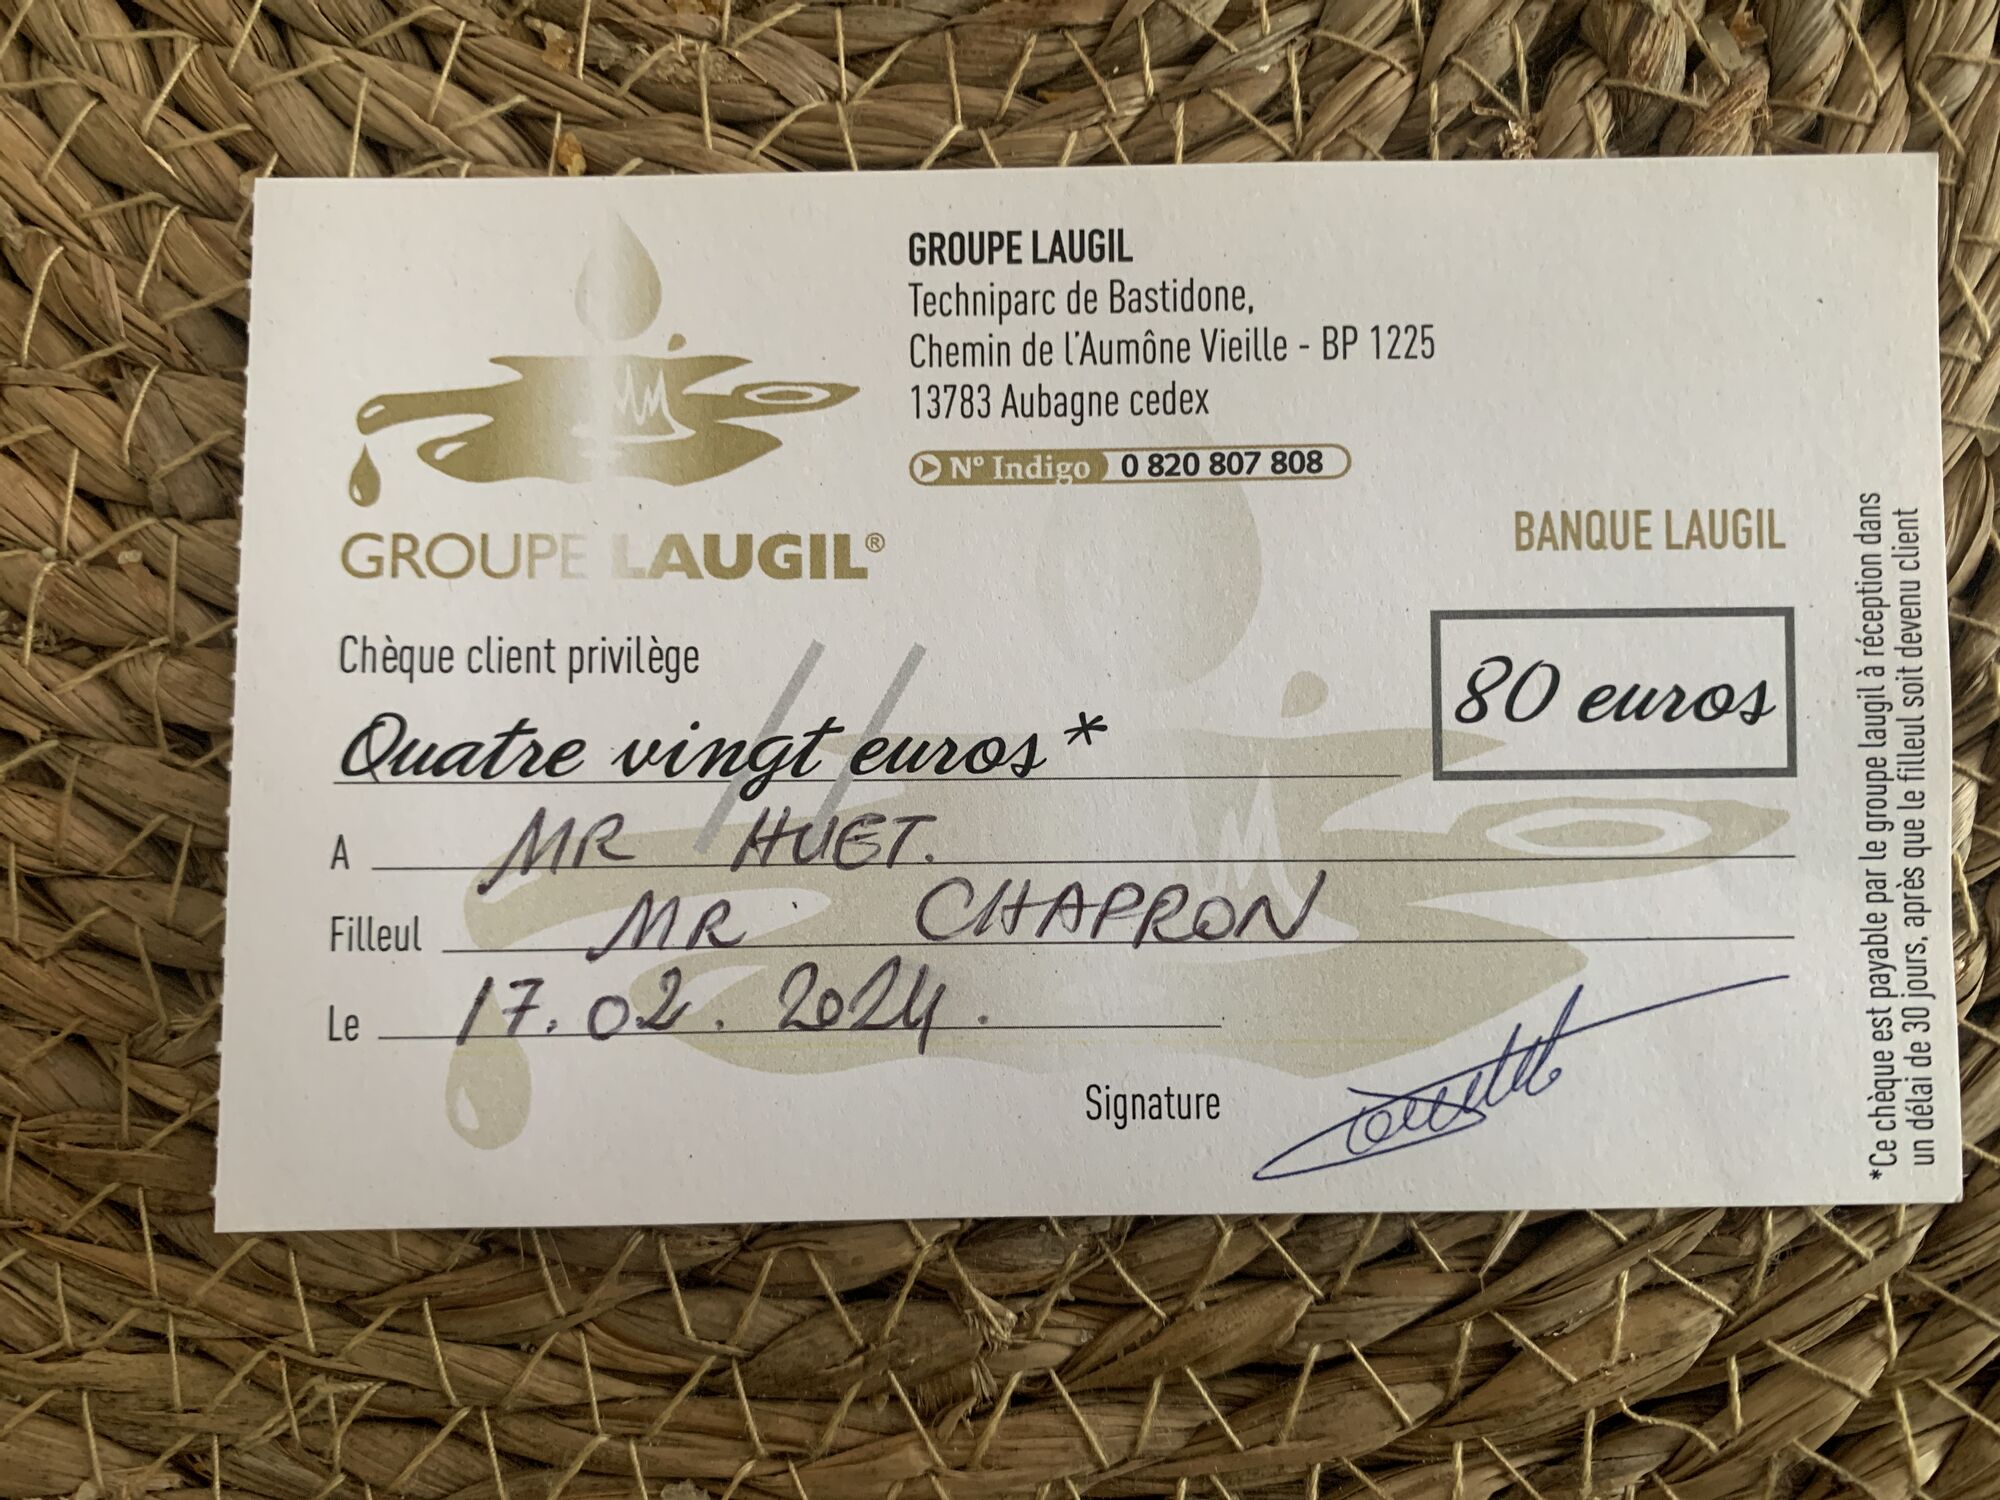 GROUPE LAUGIL
Techniparc de Bastidone,
Chemin de l'Aumône Vieille - BP 1225
13783 Aubagne cedex
N° Indigo 0 820 807 808
GROUPE LAUGIL®
BANQUE LAUGIL
Chèque client privilège
80 euros
Quatre vingt euros*
A MR HUET.
Filleul MR CHAPRON
Le 17.02.2024.
Signature
*Ce chèque est payable par le groupe laugil à réception dans
un délai de 30 jours, après que le filleul soit devenu client